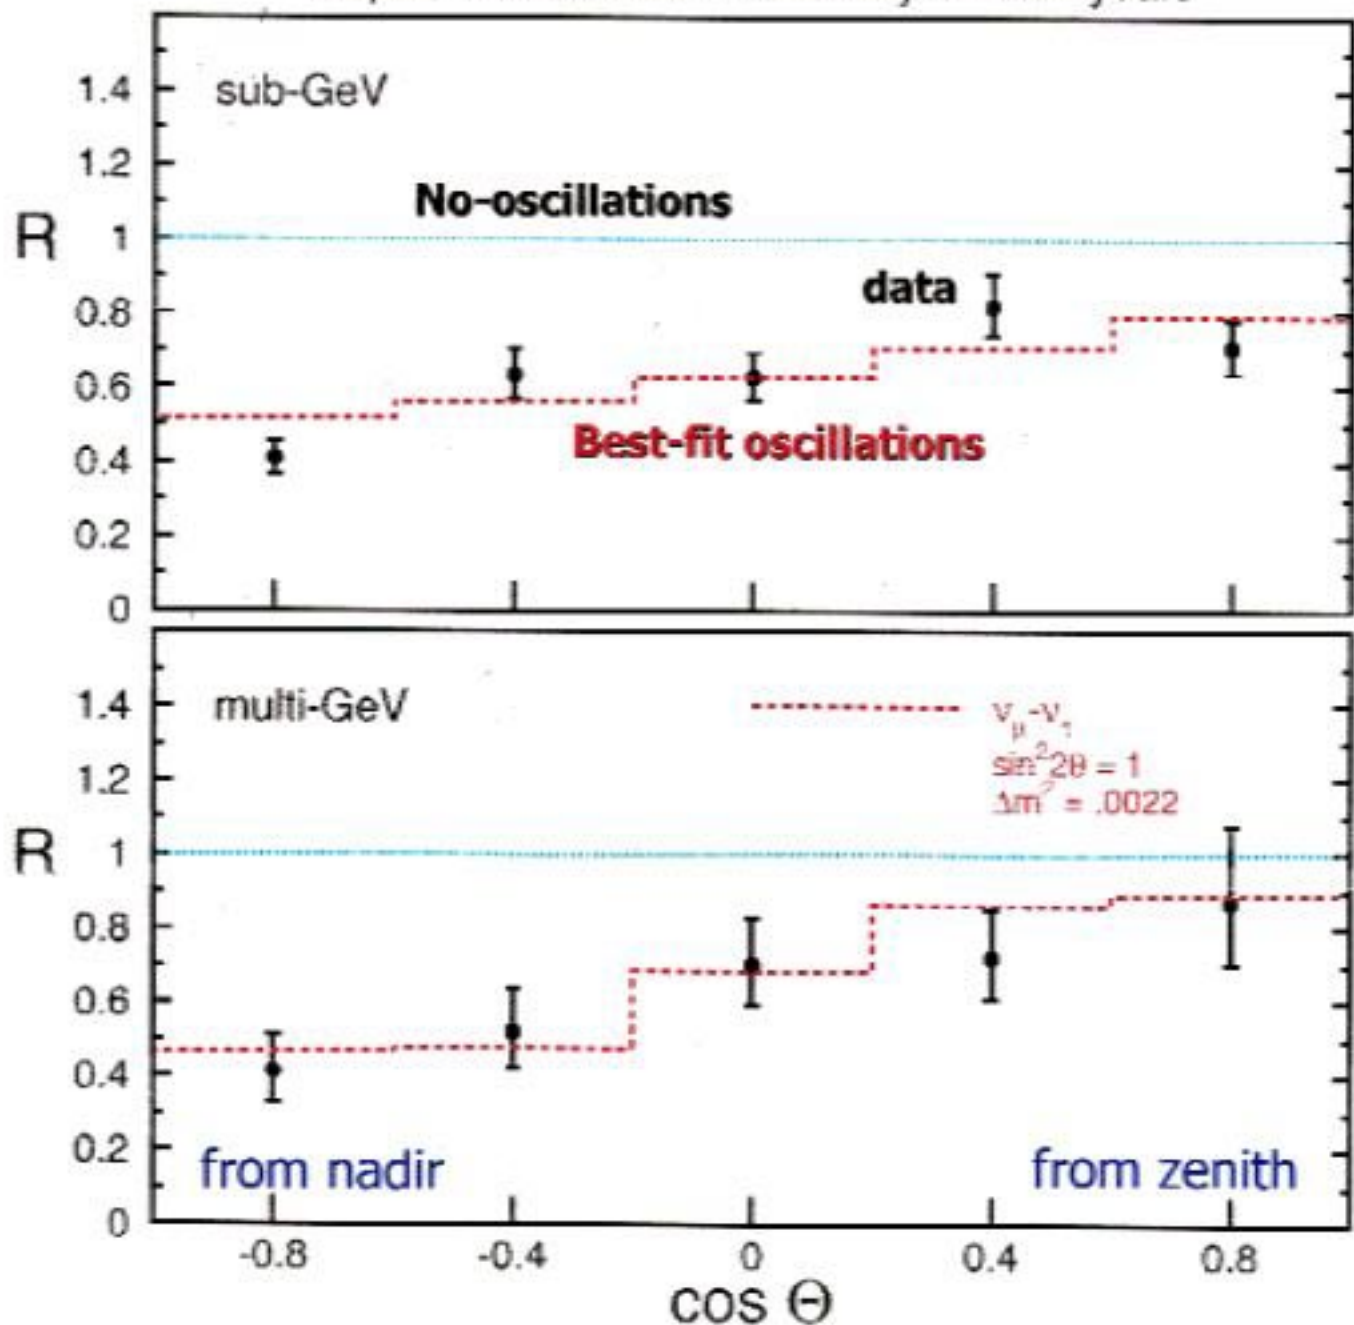 sub-GeV
1.4
1.2
No-oscillations
R
1
data
0.8
0.6
Best-fit oscillations
0.4
0.2
0
multi-GeV
1.4
νμ-ντ
sin²2θ = 1
1.2
Δm² = .0022
R
1
0.8
0.6
0.4
0.2
from nadir
from zenith
0
-0.8 -0.4 0 0.4 0.8
cos Θ